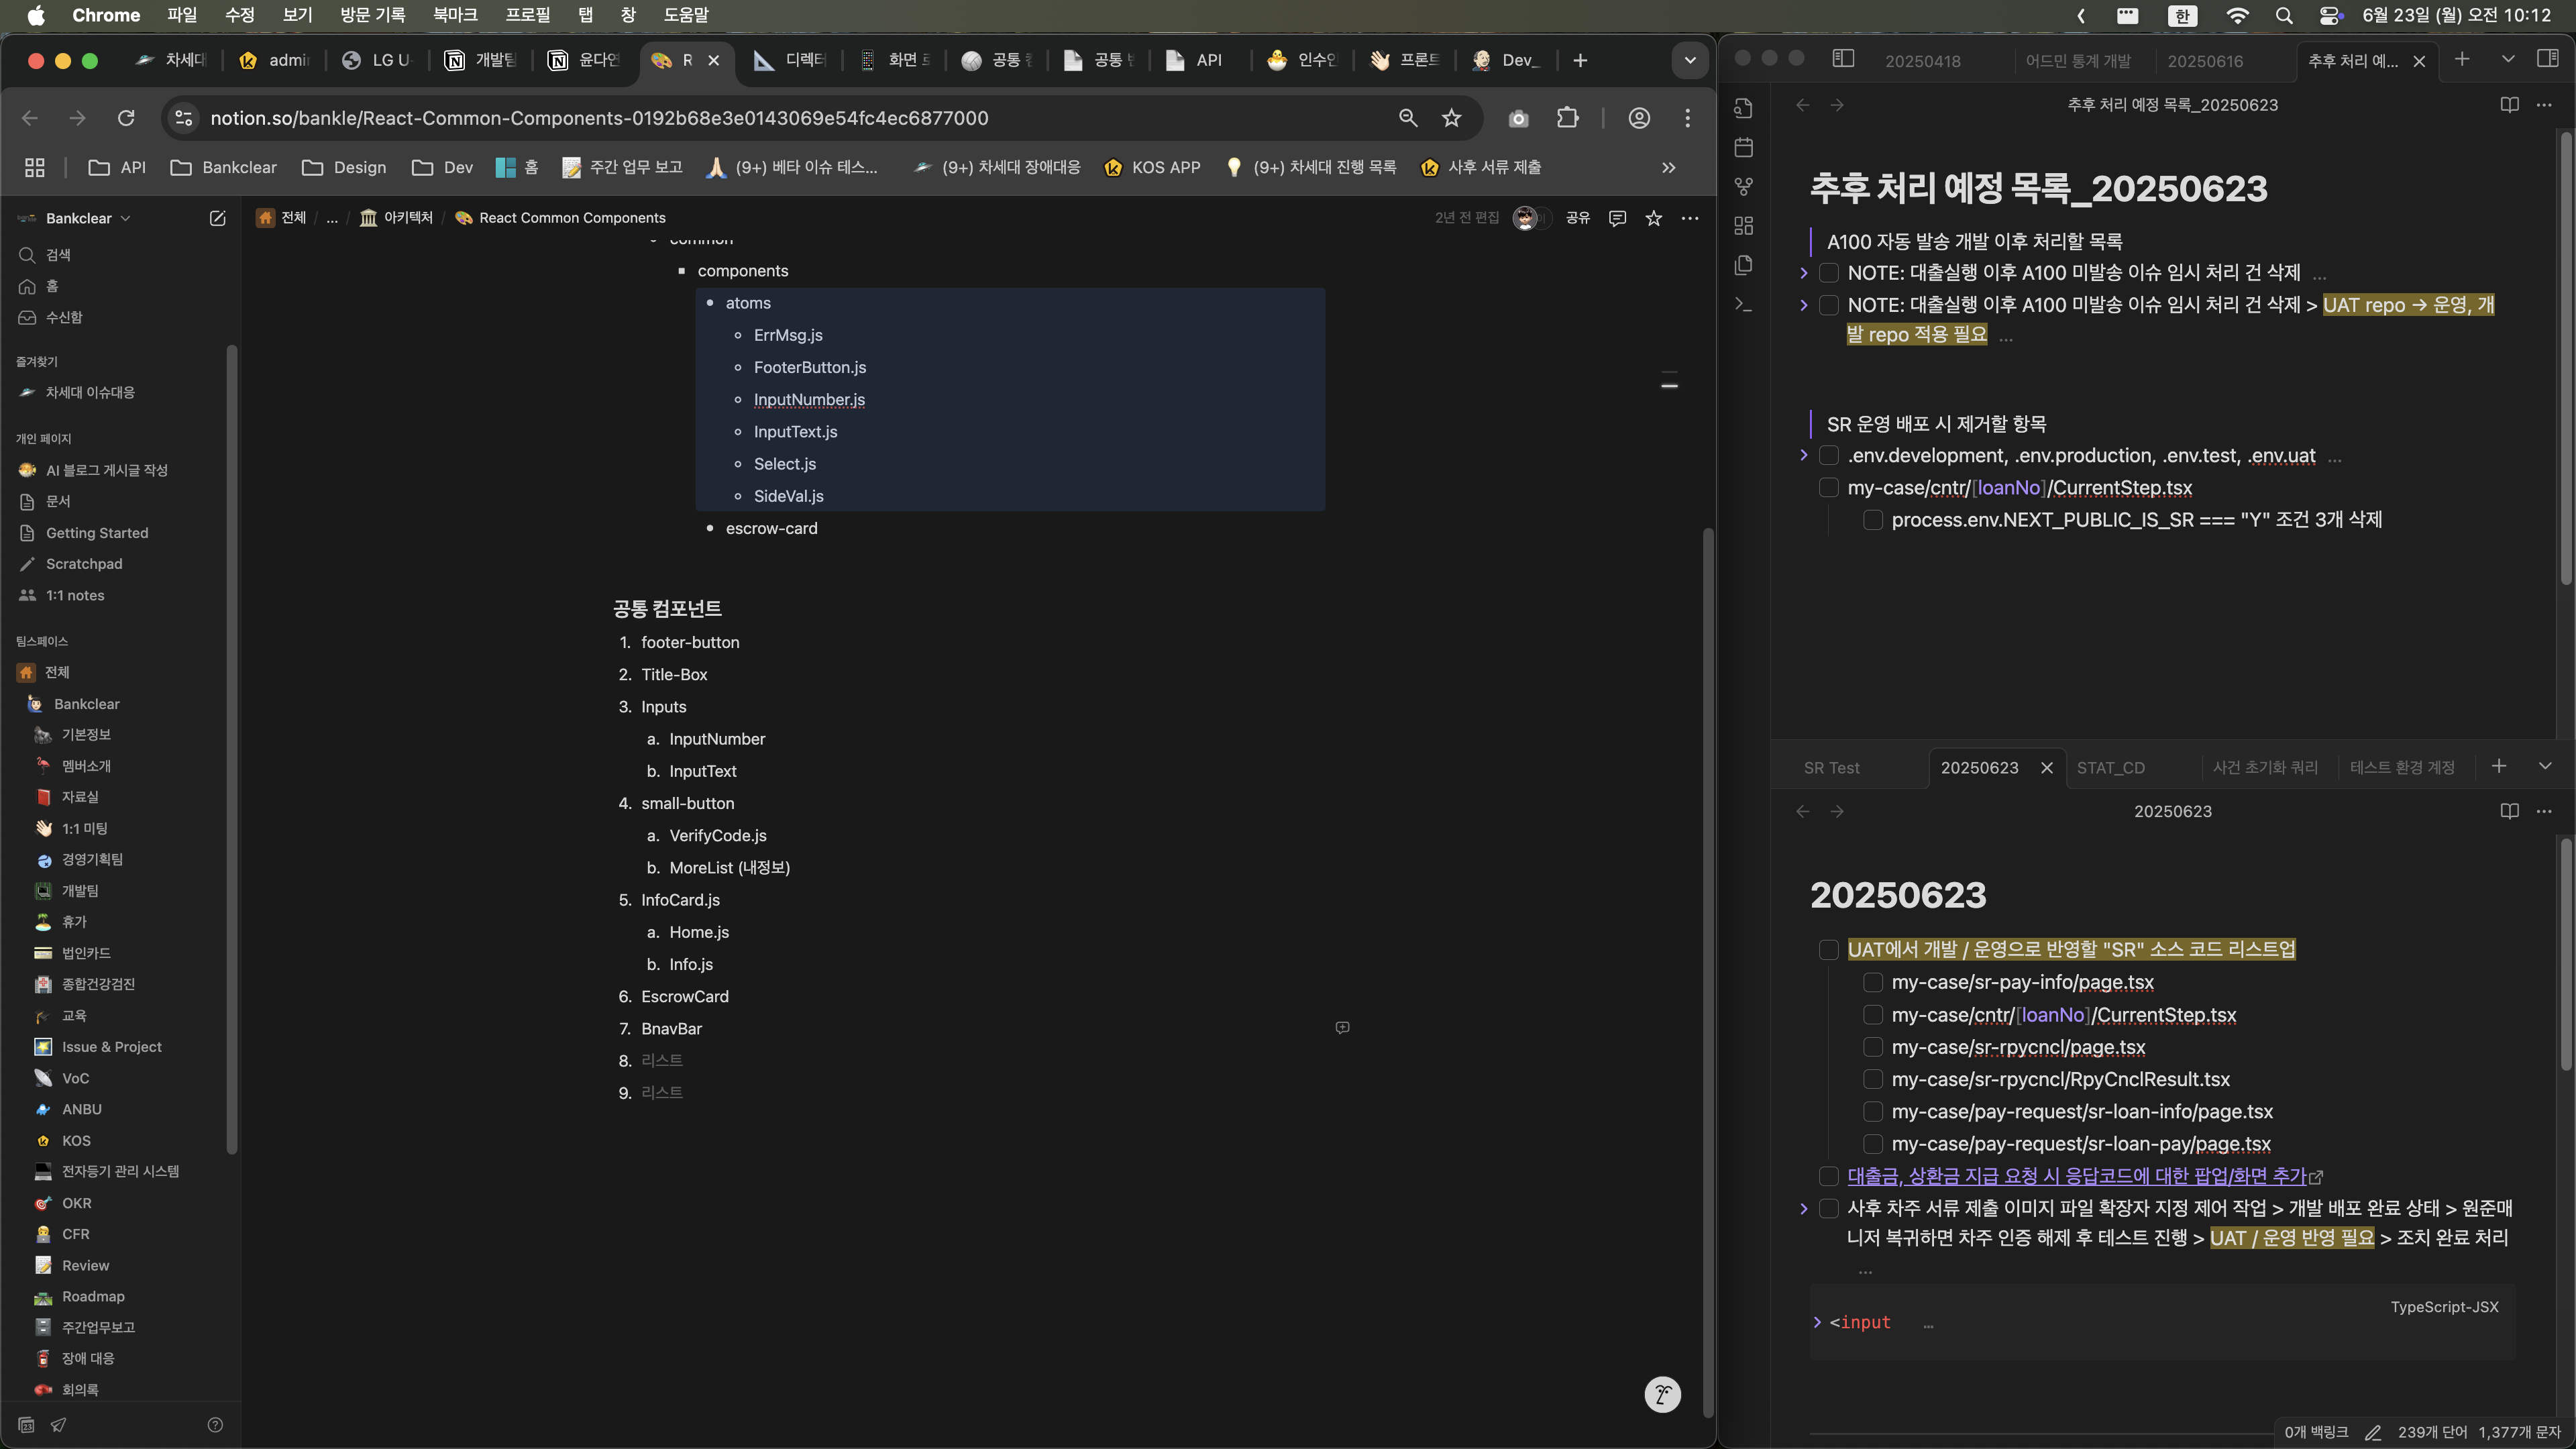 Chrome 파일 수정 보기 방문 기록 북마크 프로필 탭 창 도움말
한 6월 23일 (월) 오전 10:12
차세대 admi LG U- 개발팀 윤다연 R 디렉터 화면 공통 공통 API 인수인 프론트 Dev_
notion.so/bankle/React-Common-Components-0192b68e3e0143069e54fc4ec6877000
API Bankclear Design Dev 홈 주간 업무 보고 (9+) 베타 이슈 테스... (9+) 차세대 장애대응 KOS APP (9+) 차세대 진행 목록 사후 서류 제출
Bankclear
검색
홈
수신함
즐겨찾기
차세대 이슈대응
개인 페이지
AI 블로그 게시글 작성
문서
Getting Started
Scratchpad
1:1 notes
팀스페이스
전체
Bankclear
기본정보
멤버소개
자료실
1:1 미팅
경영기획팀
개발팀
휴가
법인카드
종합건강검진
교육
Issue & Project
VoC
ANBU
KOS
전자등기 관리 시스템
OKR
CFR
Review
Roadmap
주간업무보고
장애 대응
회의록
전체 / ... / 아키텍처 / React Common Components
2년 전 편집 공유
common
components
atoms
ErrMsg.js
FooterButton.js
InputNumber.js
InputText.js
Select.js
SideVal.js
escrow-card
공통 컴포넌트
1. footer-button
2. Title-Box
3. Inputs
a. InputNumber
b. InputText
4. small-button
a. VerifyCode.js
b. MoreList (내정보)
5. InfoCard.js
a. Home.js
b. Info.js
6. EscrowCard
7. BnavBar
8. 리스트
9. 리스트
20250418 어드민 통계 개발 20250616 추후 처리 예...
추후 처리 예정 목록_20250623
추후 처리 예정 목록_20250623
A100 자동 발송 개발 이후 처리할 목록
NOTE: 대출실행 이후 A100 미발송 이슈 임시 처리 건 삭제 ...
NOTE: 대출실행 이후 A100 미발송 이슈 임시 처리 건 삭제 > UAT repo → 운영, 개
발 repo 적용 필요 ...
SR 운영 배포 시 제거할 항목
.env.development, .env.production, .env.test, .env.uat ...
my-case/cntr/[loanNo]/CurrentStep.tsx
process.env.NEXT_PUBLIC_IS_SR === "Y" 조건 3개 삭제
SR Test 20250623 STAT_CD 사건 초기화 쿼리 테스트 환경 계정
20250623
20250623
UAT에서 개발 / 운영으로 반영할 "SR" 소스 코드 리스트업
my-case/sr-pay-info/page.tsx
my-case/cntr/[loanNo]/CurrentStep.tsx
my-case/sr-rpycncl/page.tsx
my-case/sr-rpycncl/RpyCnclResult.tsx
my-case/pay-request/sr-loan-info/page.tsx
my-case/pay-request/sr-loan-pay/page.tsx
대출금, 상환금 지급 요청 시 응답코드에 대한 팝업/화면 추가
사후 차주 서류 제출 이미지 파일 확장자 지정 제어 작업 > 개발 배포 완료 상태 > 원준매
니저 복귀하면 차주 인증 해제 후 테스트 진행 > UAT / 운영 반영 필요 > 조치 완료 처리
...
TypeScript-JSX
<input ...
0개 백링크 239개 단어 1,377개 문자